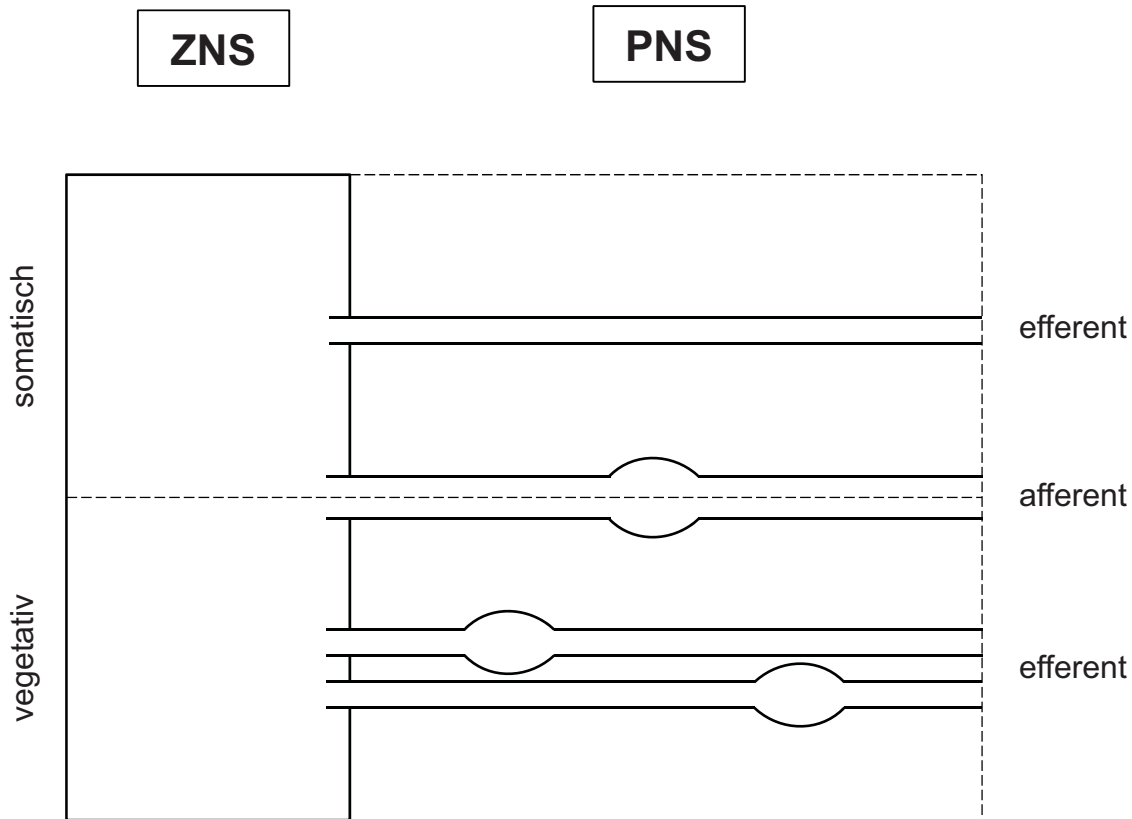 ZNS
PNS
somatisch
efferent
afferent
vegetativ
efferent